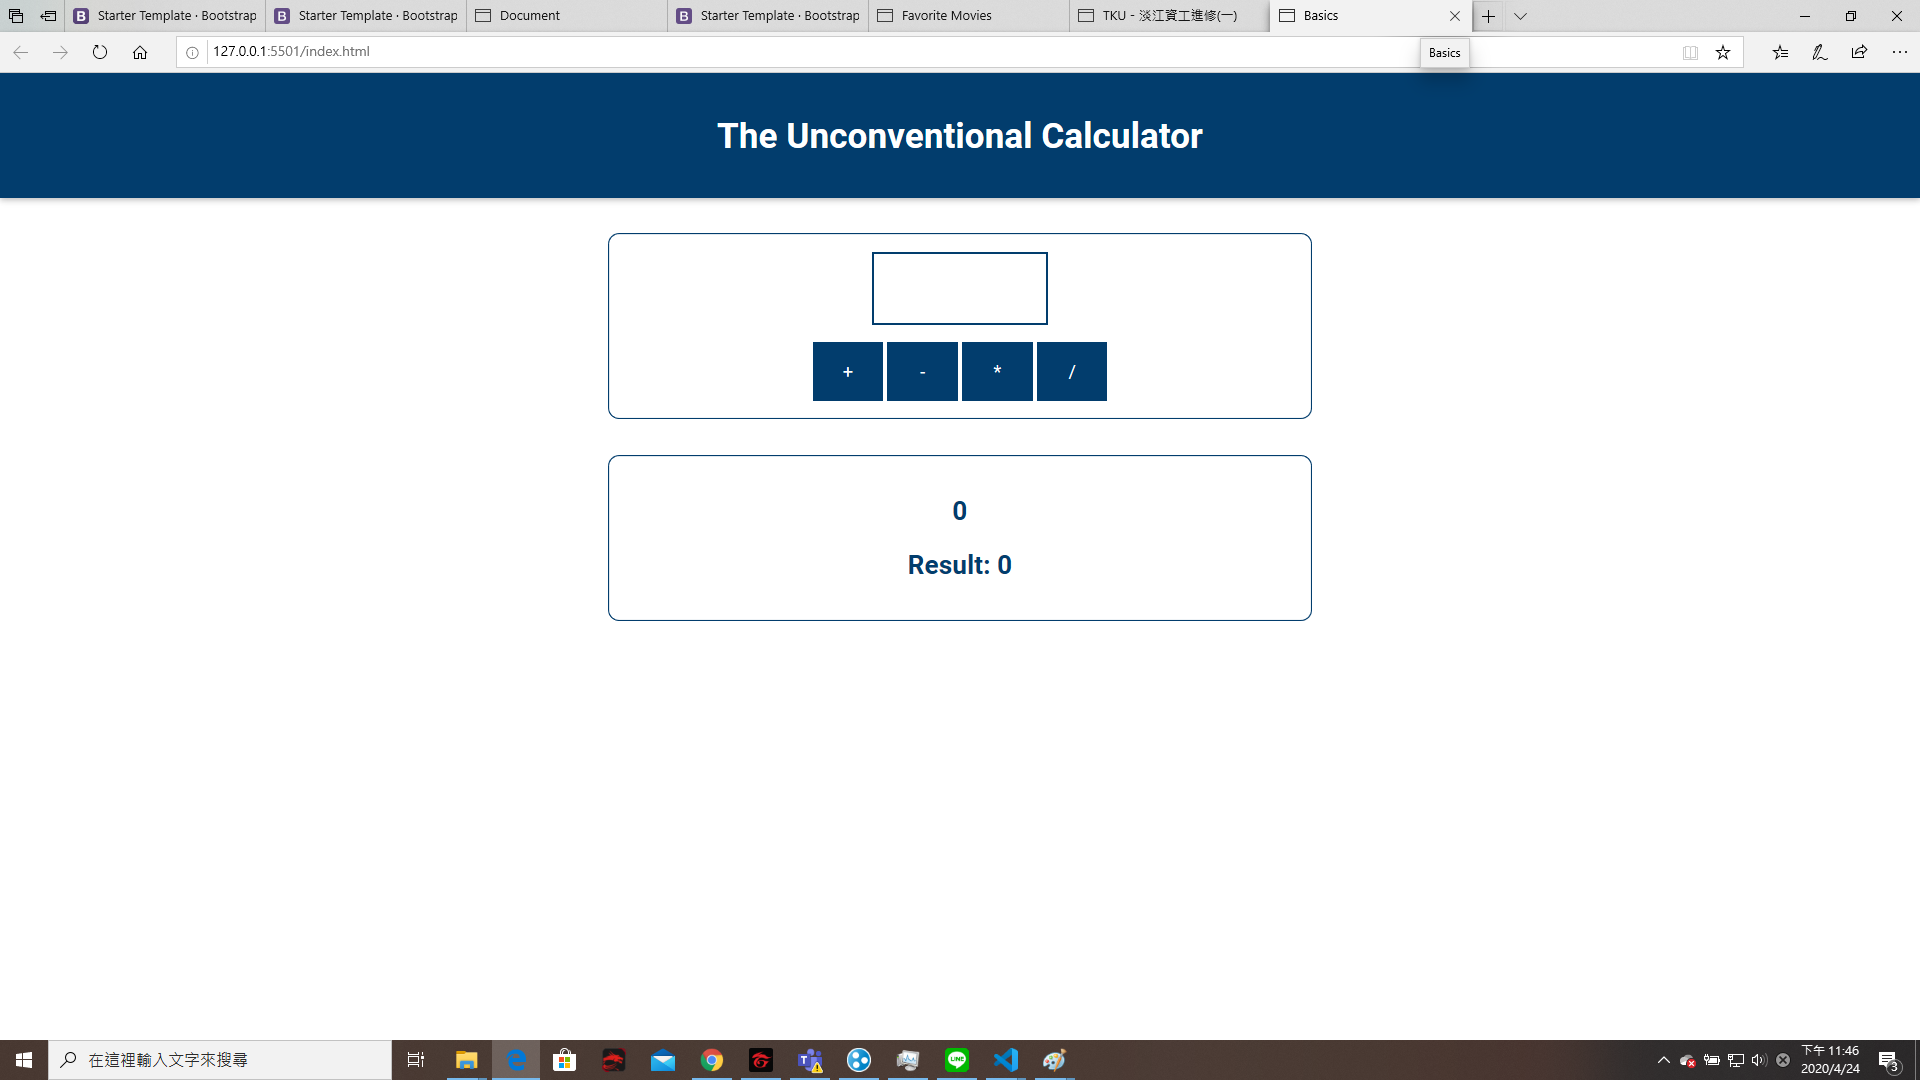 Starter Template · Bootstrap
Starter Template · Bootstrap
Document
Starter Template · Bootstrap
Favorite Movies
TKU - 淡江資工進修(一)
Basics
127.0.0.1:5501/index.html
Basics
The Unconventional Calculator
+ - * /
0
Result: 0
在這裡輸入文字來搜尋
下午 11:46
2020/4/24
3